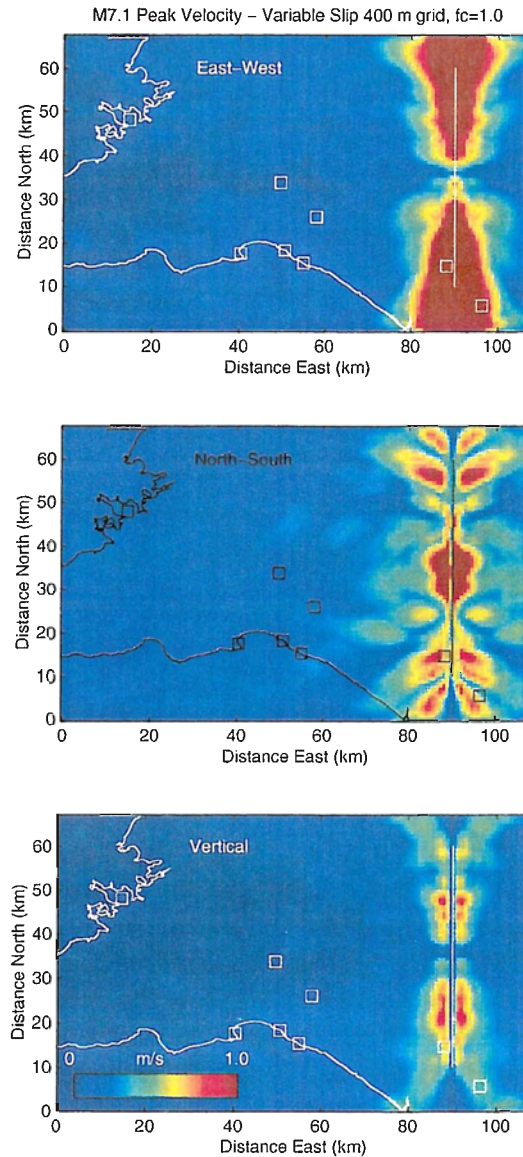 M7.1 Peak Velocity – Variable Slip 400 m grid, fc=1.0
East–West
Distance North (km)
60
50
40
30
20
10
0
0 20 40 60 80 100
Distance East (km)
North–South
Distance North (km)
60
50
40
30
20
10
0
0 20 40 60 80 100
Distance East (km)
Vertical
Distance North (km)
60
50
40
30
20
10
0
0 m/s 1.0
0 20 40 60 80 100
Distance East (km)